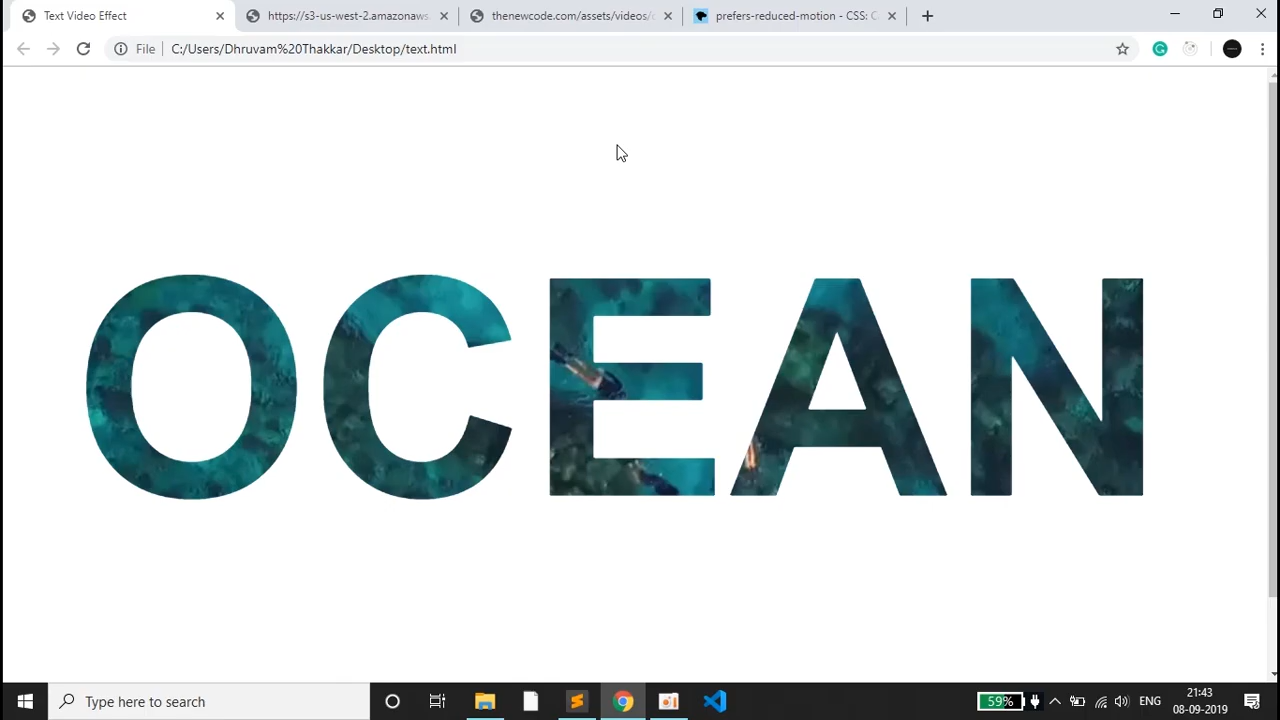 Text Video Effect
https://s3-us-west-2.amazonaws.
thenewcode.com/assets/videos/
prefers-reduced-motion - CSS: C
File
C:/Users/Dhruvam%20Thakkar/Desktop/text.html
OCEAN
Type here to search
59%
ENG
21:43
08-09-2019